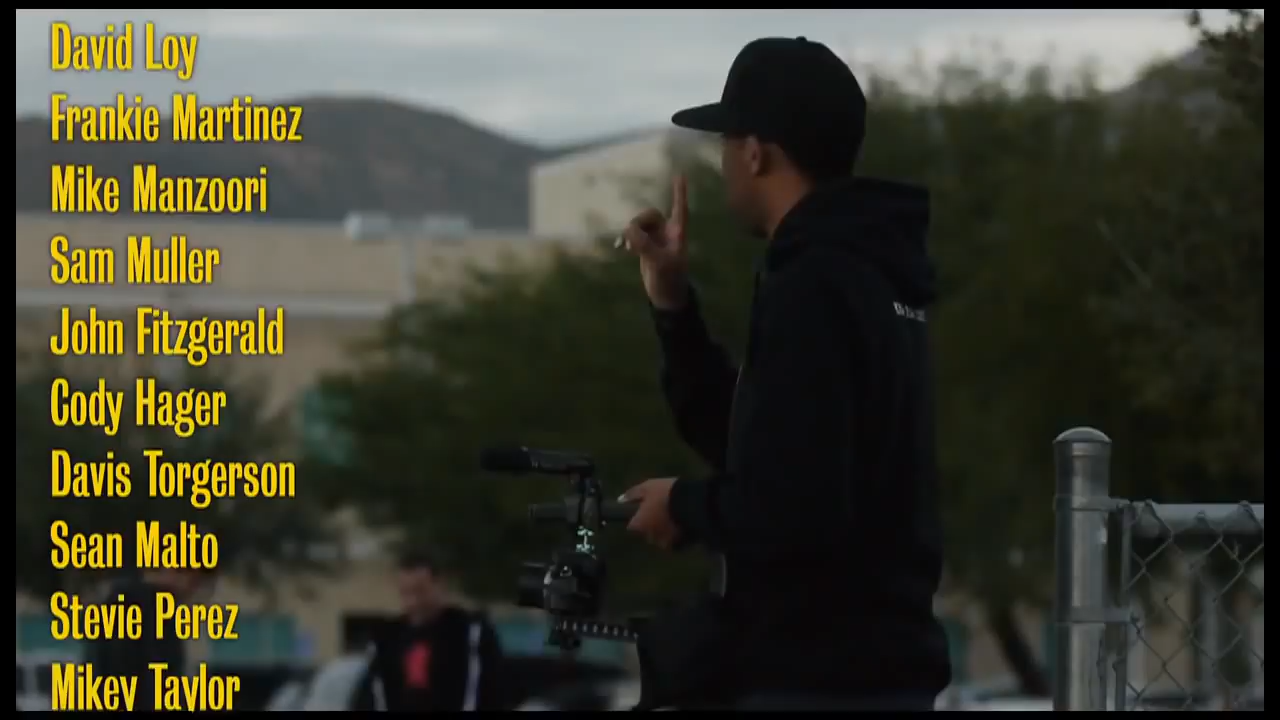 David Loy
Frankie Martinez
Mike Manzoori
Sam Muller
John Fitzgerald
Cody Hager
Davis Torgerson
Sean Malto
Stevie Perez
Mikey Taylor